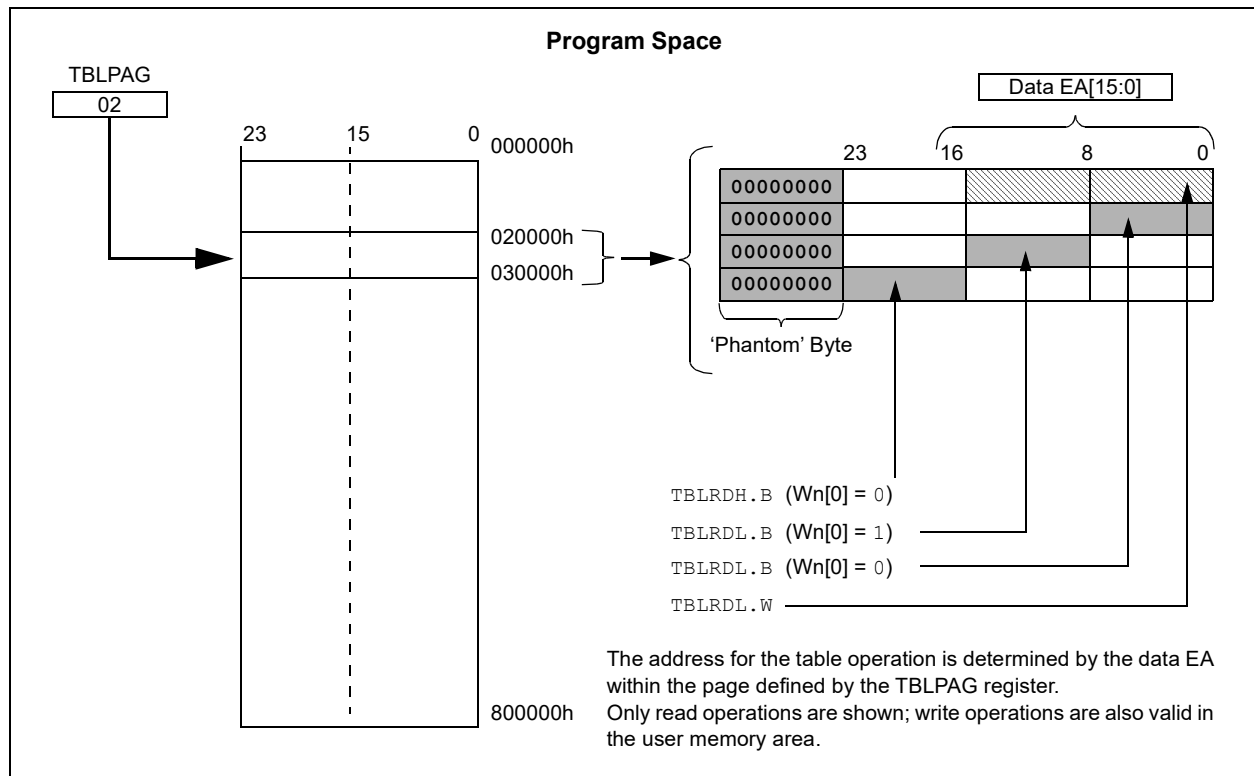 Program Space
TBLPAG
02
Data EA[15:0]
23 15 0
000000h
23 16 8 0
00000000
00000000
00000000
00000000
020000h
030000h
‘Phantom’ Byte
TBLRDH.B (Wn[0] = 0)
TBLRDL.B (Wn[0] = 1)
TBLRDL.B (Wn[0] = 0)
TBLRDL.W
The address for the table operation is determined by the data EA
within the page defined by the TBLPAG register.
Only read operations are shown; write operations are also valid in
the user memory area.
800000h